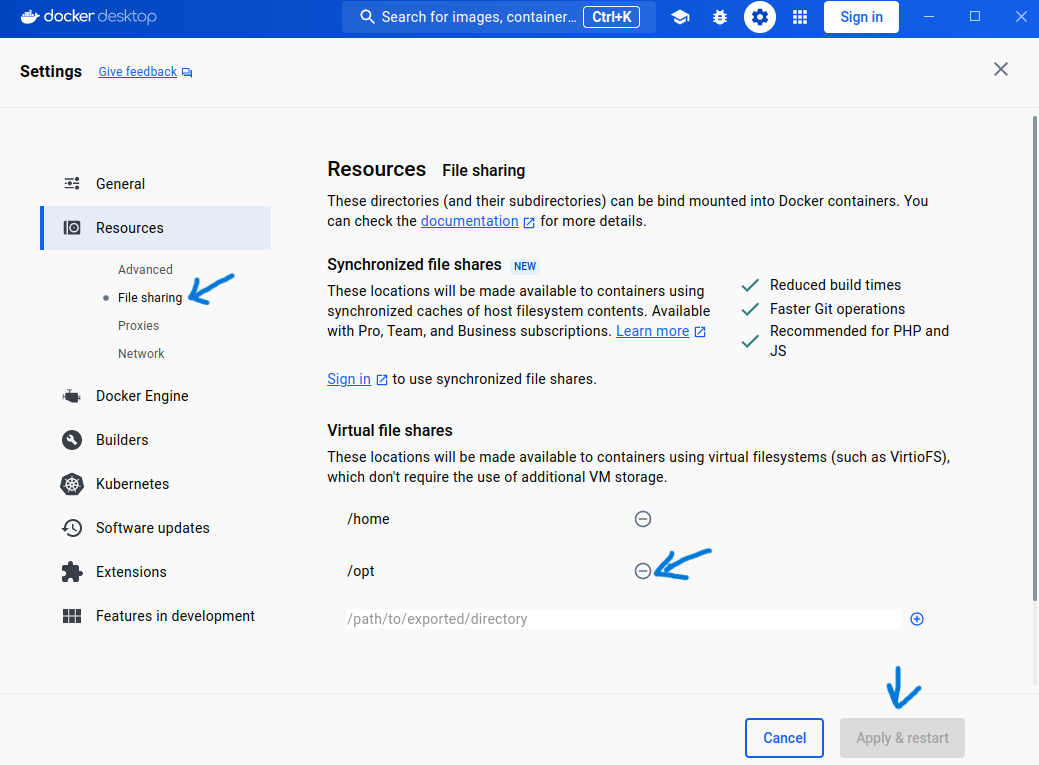 docker desktop
Search for images, container... Ctrl+K
Sign in
Settings Give feedback
General
Resources
Advanced
File sharing
Proxies
Network
Docker Engine
Builders
Kubernetes
Software updates
Extensions
Features in development
Resources File sharing
These directories (and their subdirectories) can be bind mounted into Docker containers. You
can check the documentation for more details.
Synchronized file shares NEW
These locations will be made available to containers using
synchronized caches of host filesystem contents. Available
with Pro, Team, and Business subscriptions. Learn more
Reduced build times
Faster Git operations
Recommended for PHP and
JS
Sign in to use synchronized file shares.
Virtual file shares
These locations will be made available to containers using virtual filesystems (such as VirtioFS),
which don't require the use of additional VM storage.
/home
/opt
/path/to/exported/directory
Cancel
Apply & restart